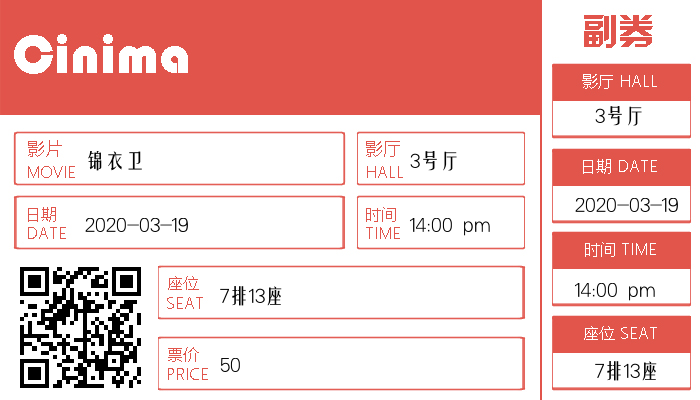 Cinima
影片
MOVIE
锦衣卫
影厅
HALL
3号厅
日期
DATE
2020-03-19
时间
TIME
14:00 pm
座位
SEAT
7排13座
票价
PRICE
50
副券
影厅 HALL
3号厅
日期 DATE
2020-03-19
时间 TIME
14:00 pm
座位 SEAT
7排13座